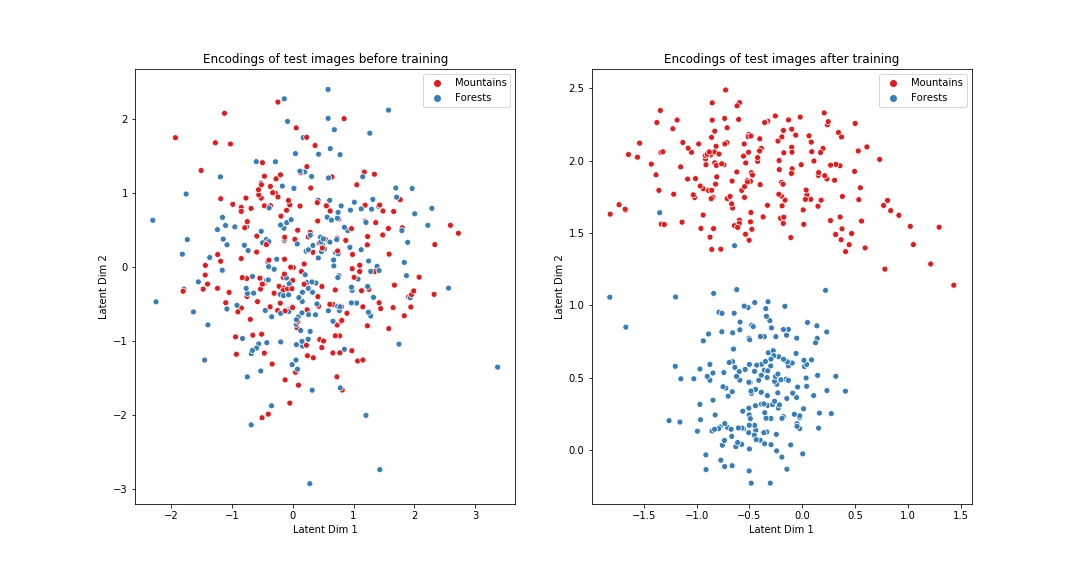 Encodings of test images before training
Mountains
Forests
2
1
0
−1
−2
−3
Latent Dim 2
−2
−1
0
1
2
3
Latent Dim 1
Encodings of test images after training
Mountains
Forests
2.5
2.0
1.5
1.0
0.5
0.0
Latent Dim 2
−1.5
−1.0
−0.5
0.0
0.5
1.0
1.5
Latent Dim 1